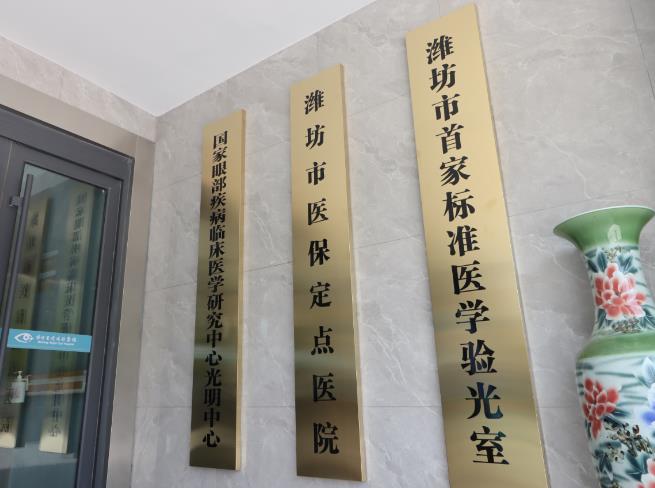 国家眼部疾病临床医学研究中心光明中心
潍坊市医保定点医院
潍坊市首家标准医学验光室